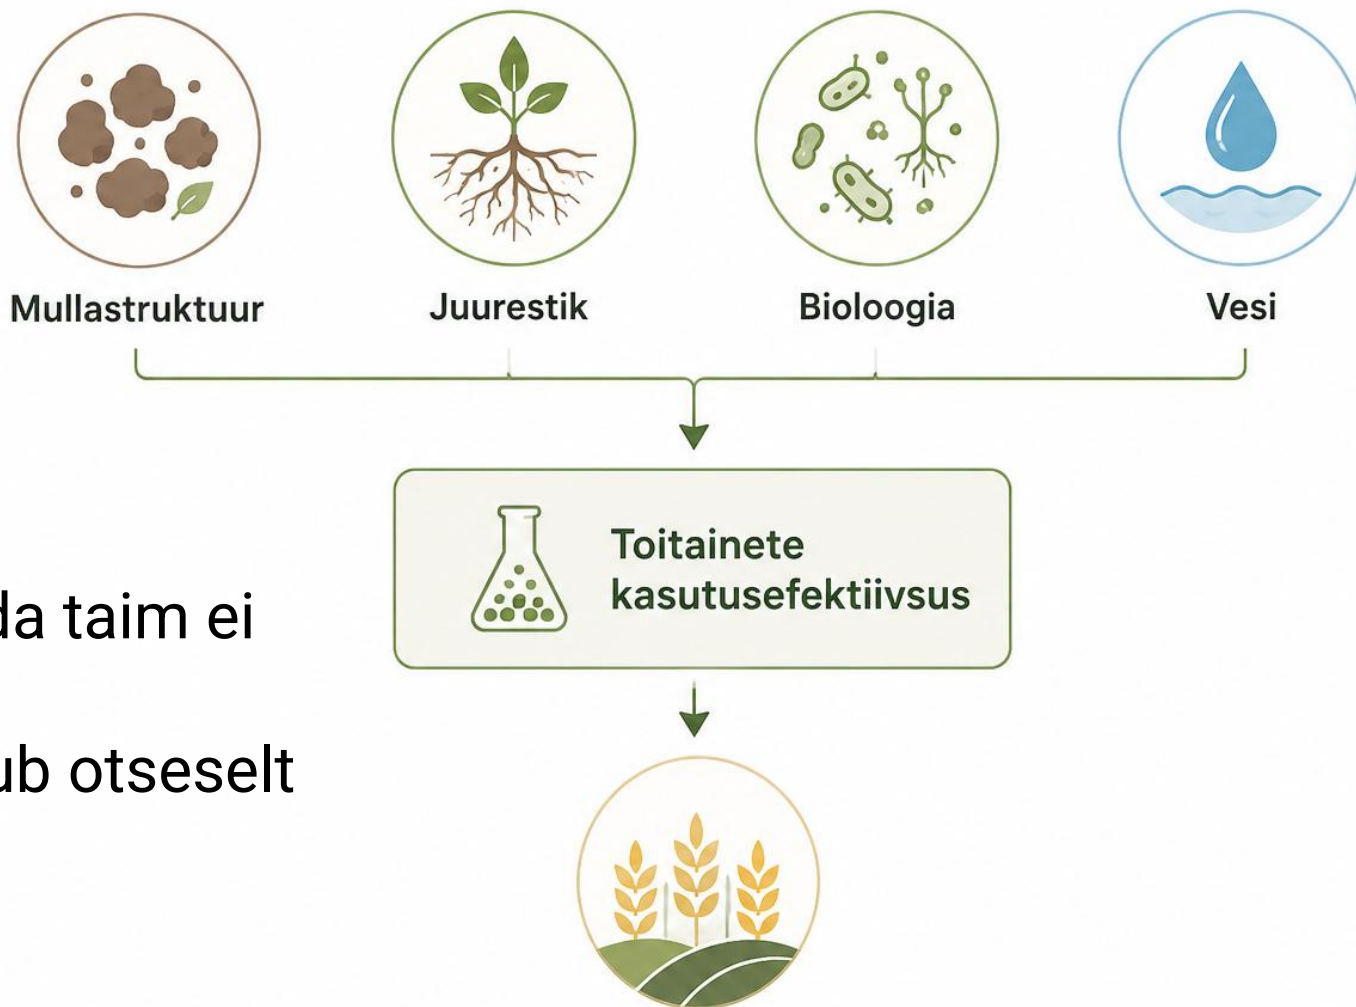 Mullastruktuur
Juurestik
Bioloogia
Vesi
Toitainete
kasutusefektiivsus
da taim ei
ub otseselt